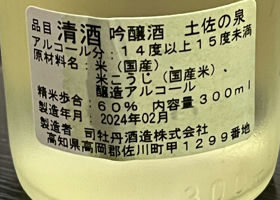 品目 清酒 吟醸酒 土佐の泉
アルコール分:14度以上15度未満
原材料名:米(国産)、
米こうじ(国産米)、
醸造アルコール
精米歩合:60% 内容量300ml
製造年月:2024年02月
製造者 司牡丹酒造株式会社
高知県高岡郡佐川町甲1299番地
300ml